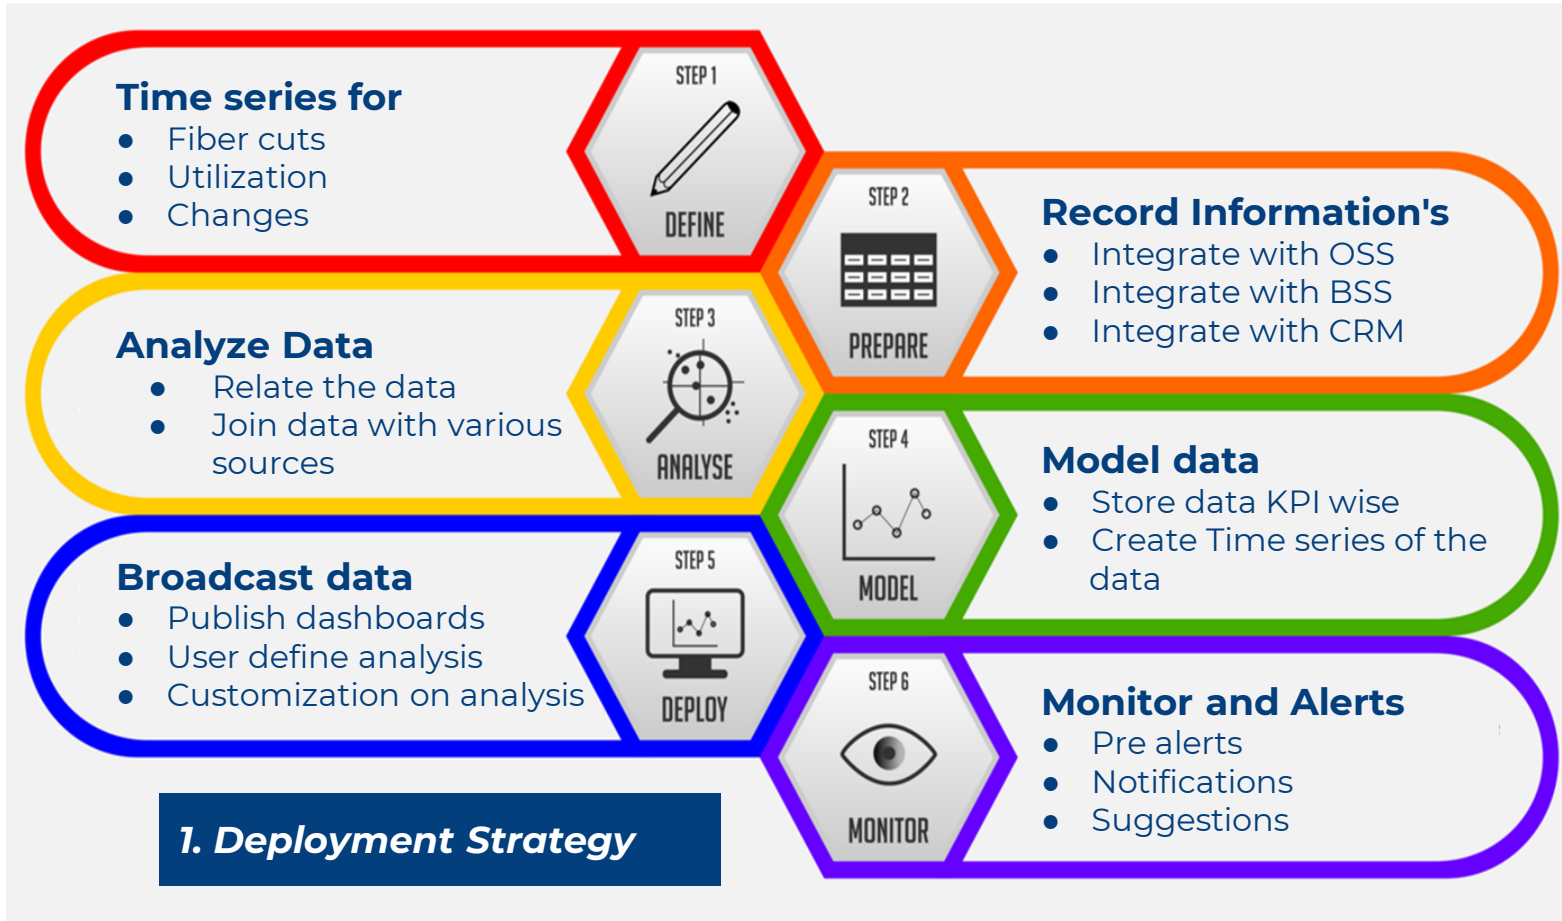 STEP 1
DEFINE
Time series for
● Fiber cuts
● Utilization
● Changes
STEP 2
PREPARE
Record Information's
● Integrate with OSS
● Integrate with BSS
● Integrate with CRM
STEP 3
ANALYSE
Analyze Data
● Relate the data
● Join data with various
sources
STEP 4
MODEL
Model data
● Store data KPI wise
● Create Time series of the
data
STEP 5
DEPLOY
Broadcast data
● Publish dashboards
● User define analysis
● Customization on analysis
STEP 6
MONITOR
Monitor and Alerts
● Pre alerts
● Notifications
● Suggestions
1. Deployment Strategy